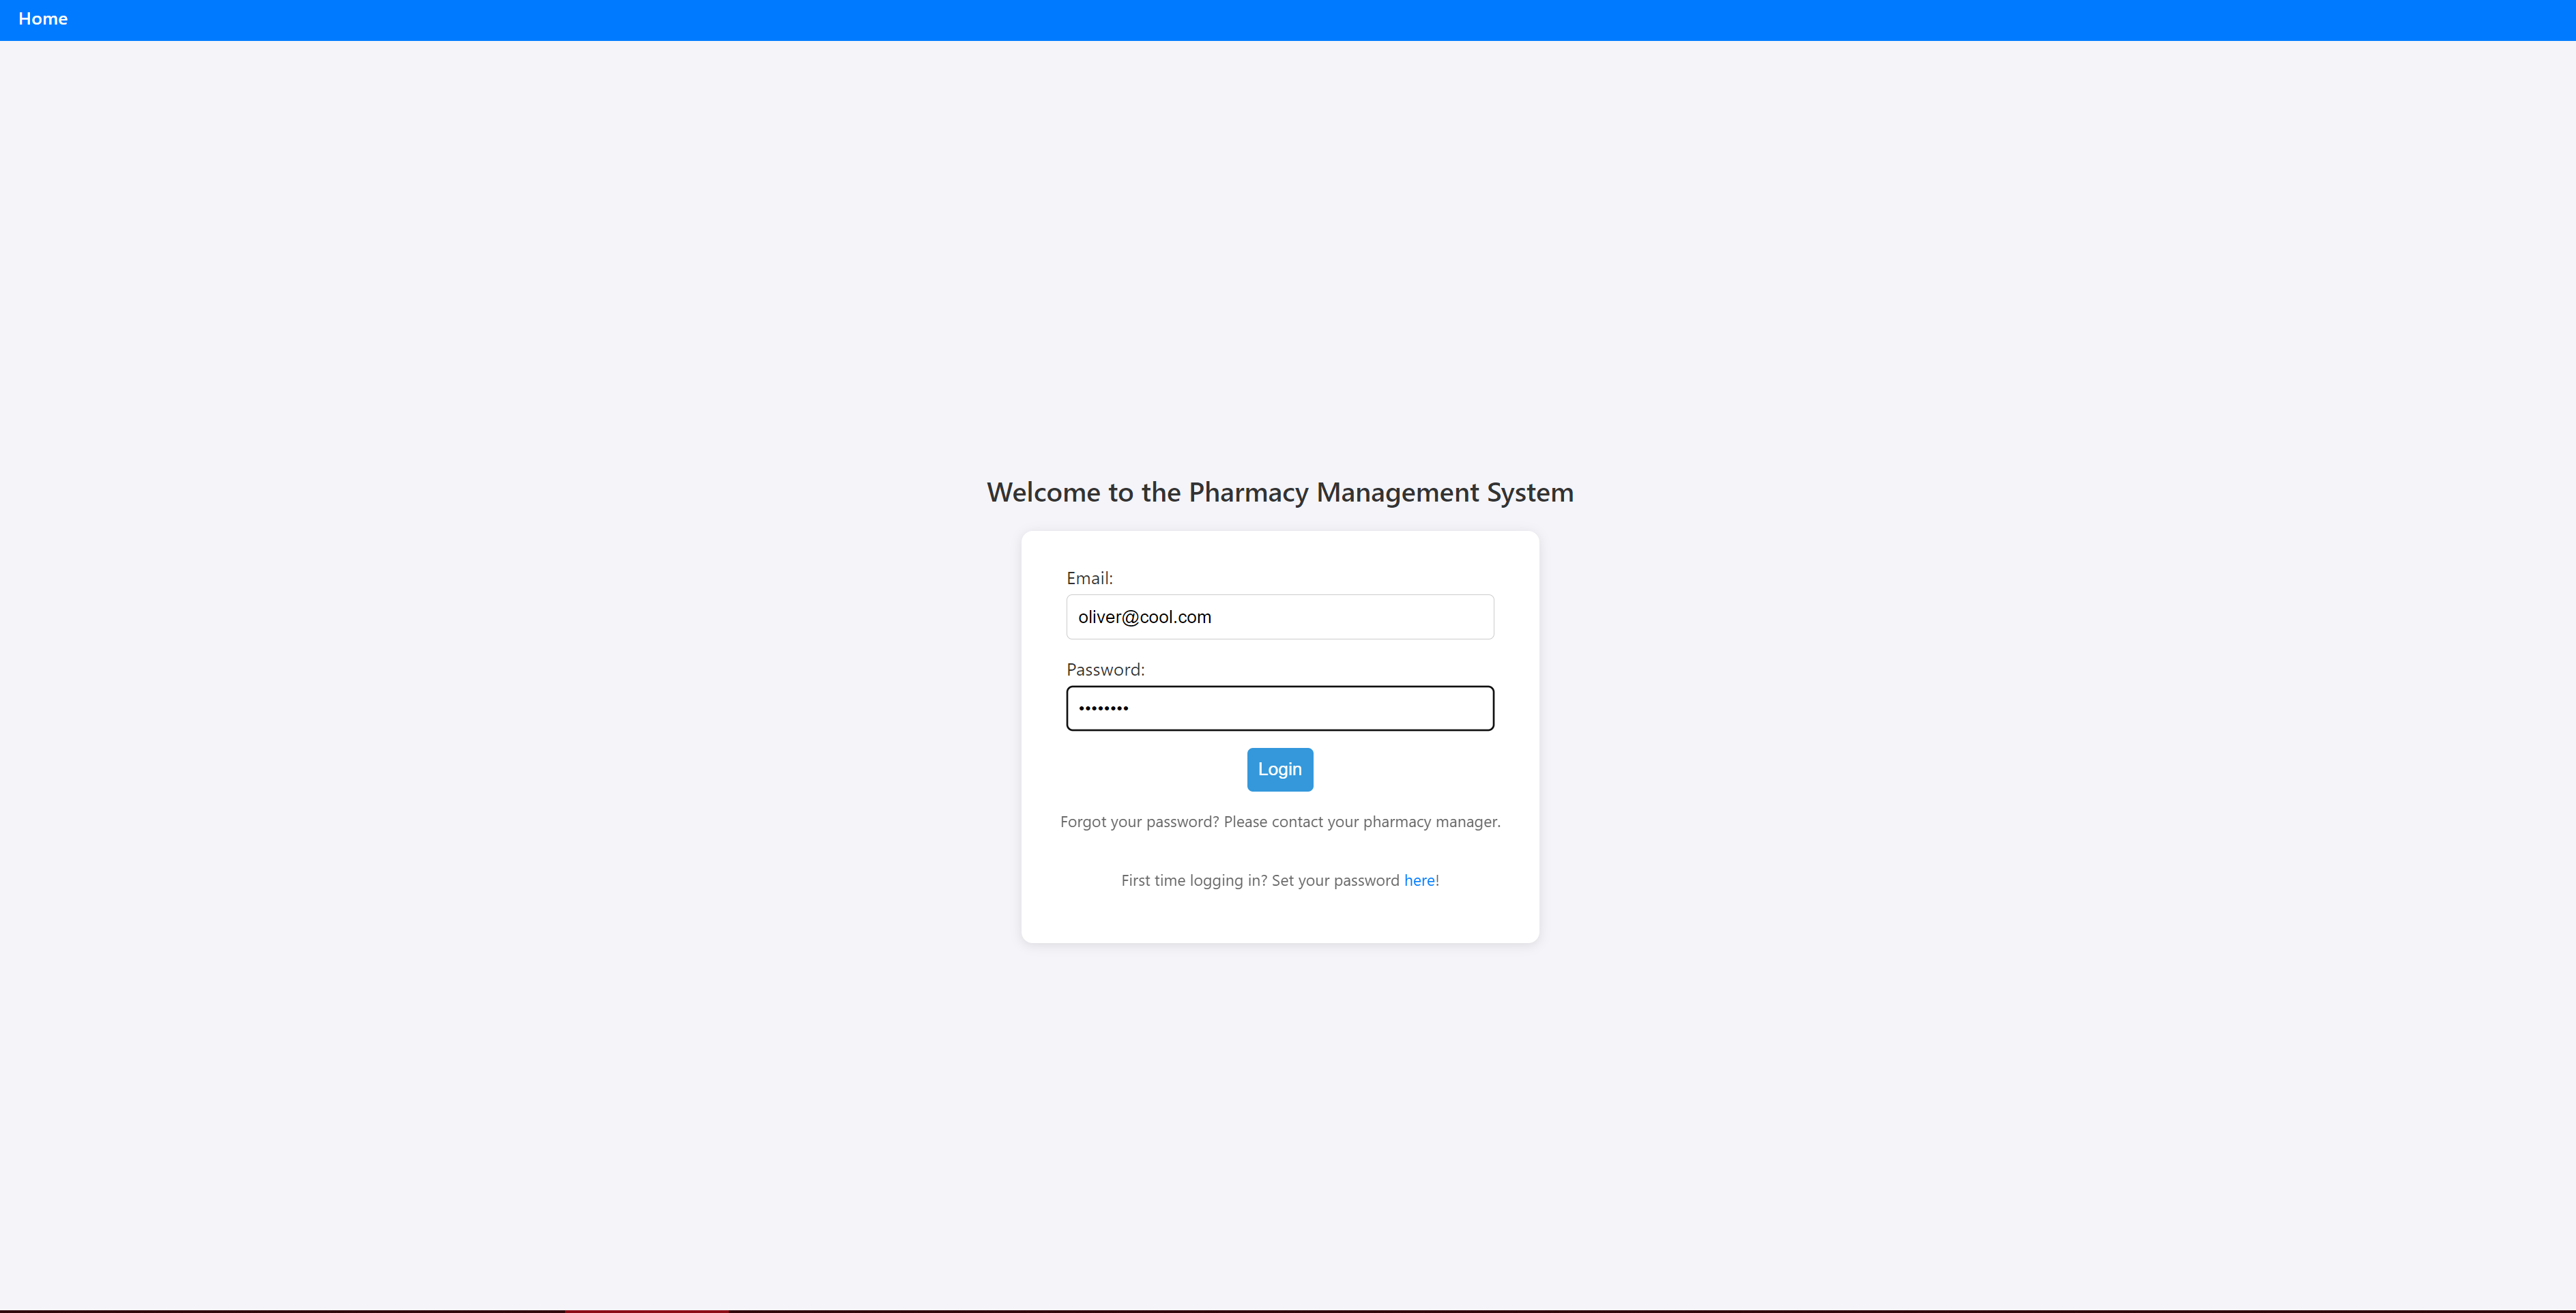 Home
Welcome to the Pharmacy Management System
Email:
oliver@cool.com
Password:
••••••••
Login
Forgot your password? Please contact your pharmacy manager.
First time logging in? Set your password here!